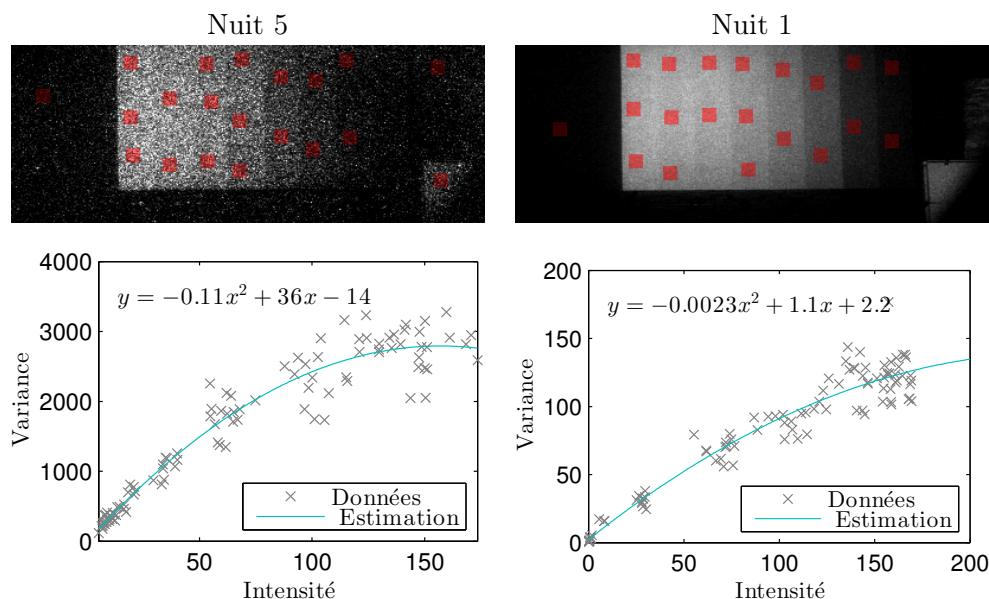 Nuit 5
Nuit 1
4000
3000
2000
1000
0
50
100
150
Variance
Intensité
y = −0.11x² + 36x − 14
Données
Estimation
200
150
100
50
0
0
50
100
150
200
Variance
Intensité
y = −0.0023x² + 1.1x + 2.2
Données
Estimation